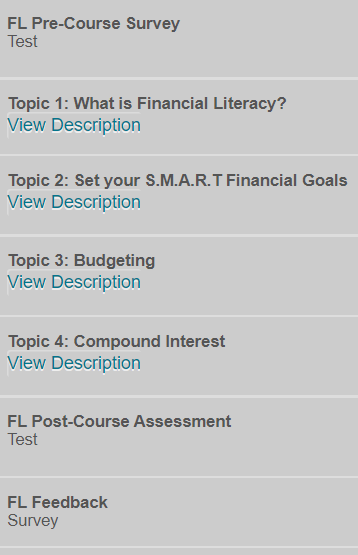 FL Pre-Course Survey
Test
Topic 1: What is Financial Literacy?
View Description
Topic 2: Set your S.M.A.R.T Financial Goals
View Description
Topic 3: Budgeting
View Description
Topic 4: Compound Interest
View Description
FL Post-Course Assessment
Test
FL Feedback
Survey